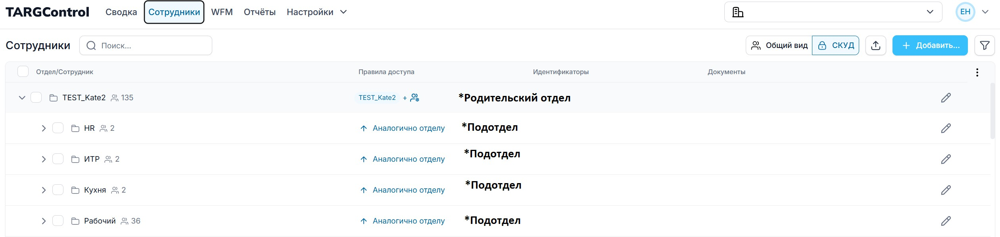 TARGControl Сводка Сотрудники WFM Отчёты Настройки EH
Сотрудники Поиск... Общий вид СКУД + Добавить...
Отдел/Сотрудник Правила доступа Идентификаторы Документы
TEST_Kate2 135 TEST_Kate2 + *Родительский отдел
HR 2 Аналогично отделу *Подотдел
ИТР 2 Аналогично отделу *Подотдел
Кухня 2 Аналогично отделу *Подотдел
Рабочий 36 Аналогично отделу *Подотдел